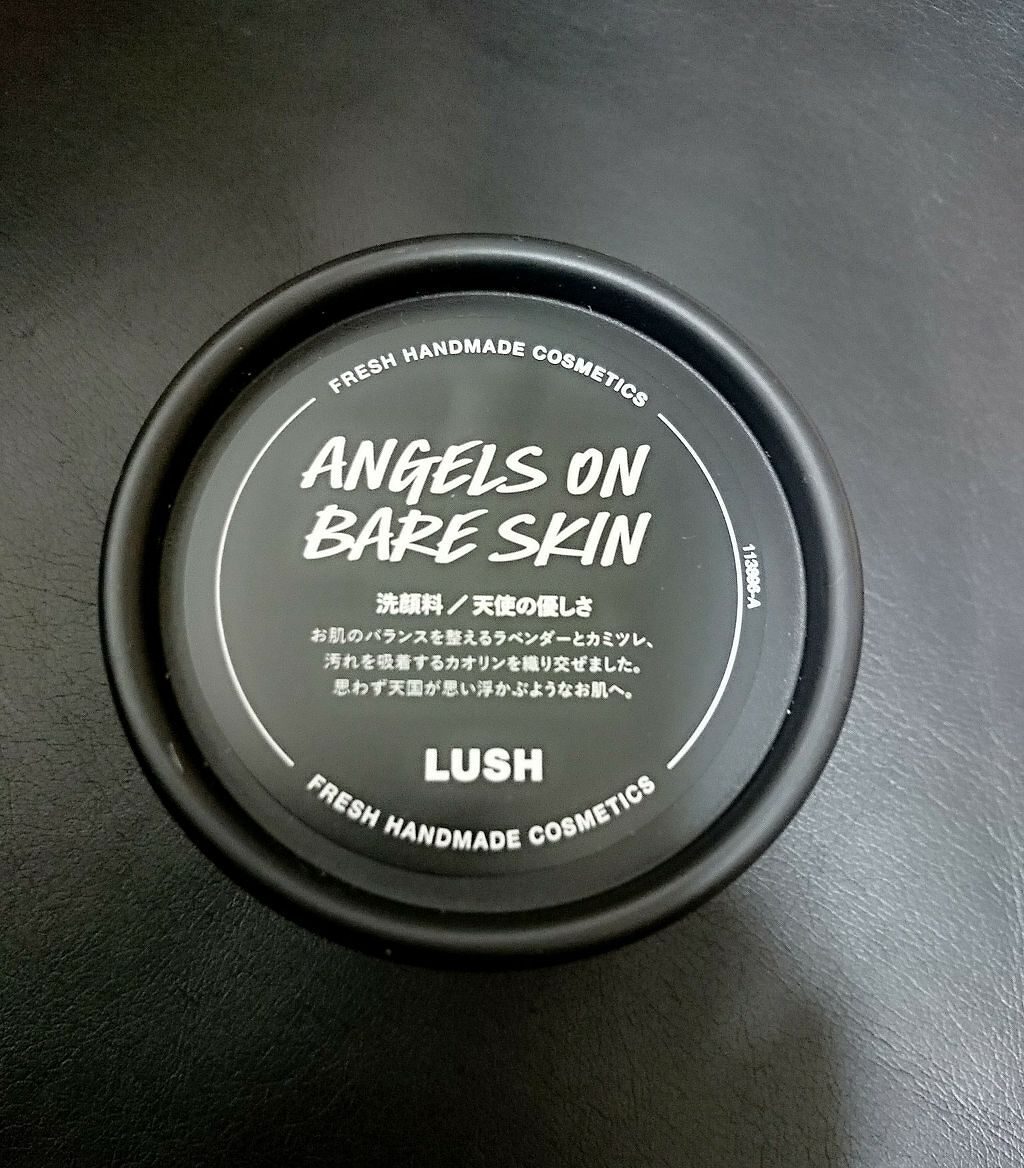 FRESH HANDMADE COSMETICS
ANGELS ON
BARE SKIN
洗顔料／天使の優しさ
お肌のバランスを整えるラベンダーとカミツレ、
汚れを吸着するカオリンを織り交ぜました。
思わず天国が思い浮かぶようなお肌へ。
LUSH
FRESH HANDMADE COSMETICS